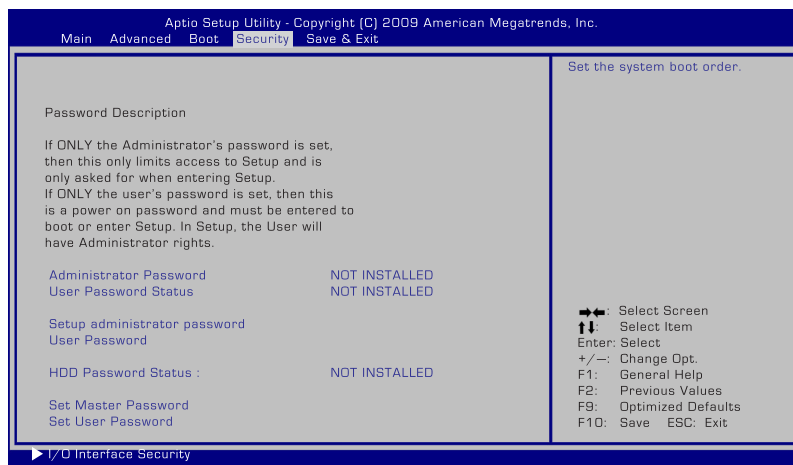 Aptio Setup Utility - Copyright (C) 2009 American Megatrends, Inc.
Main Advanced Boot Security Save & Exit
Set the system boot order.
Password Description
If ONLY the Administrator's password is set,
then this only limits access to Setup and is
only asked for when entering Setup.
If ONLY the user's password is set, then this
is a power on password and must be entered to
boot or enter Setup. In Setup, the User will
have Administrator rights.
Administrator Password NOT INSTALLED
User Password Status NOT INSTALLED
Setup administrator password
User Password
HDD Password Status : NOT INSTALLED
Set Master Password
Set User Password
I/O Interface Security
→←: Select Screen
↑↓: Select Item
Enter: Select
+/–: Change Opt.
F1: General Help
F2: Previous Values
F9: Optimized Defaults
F10: Save ESC: Exit